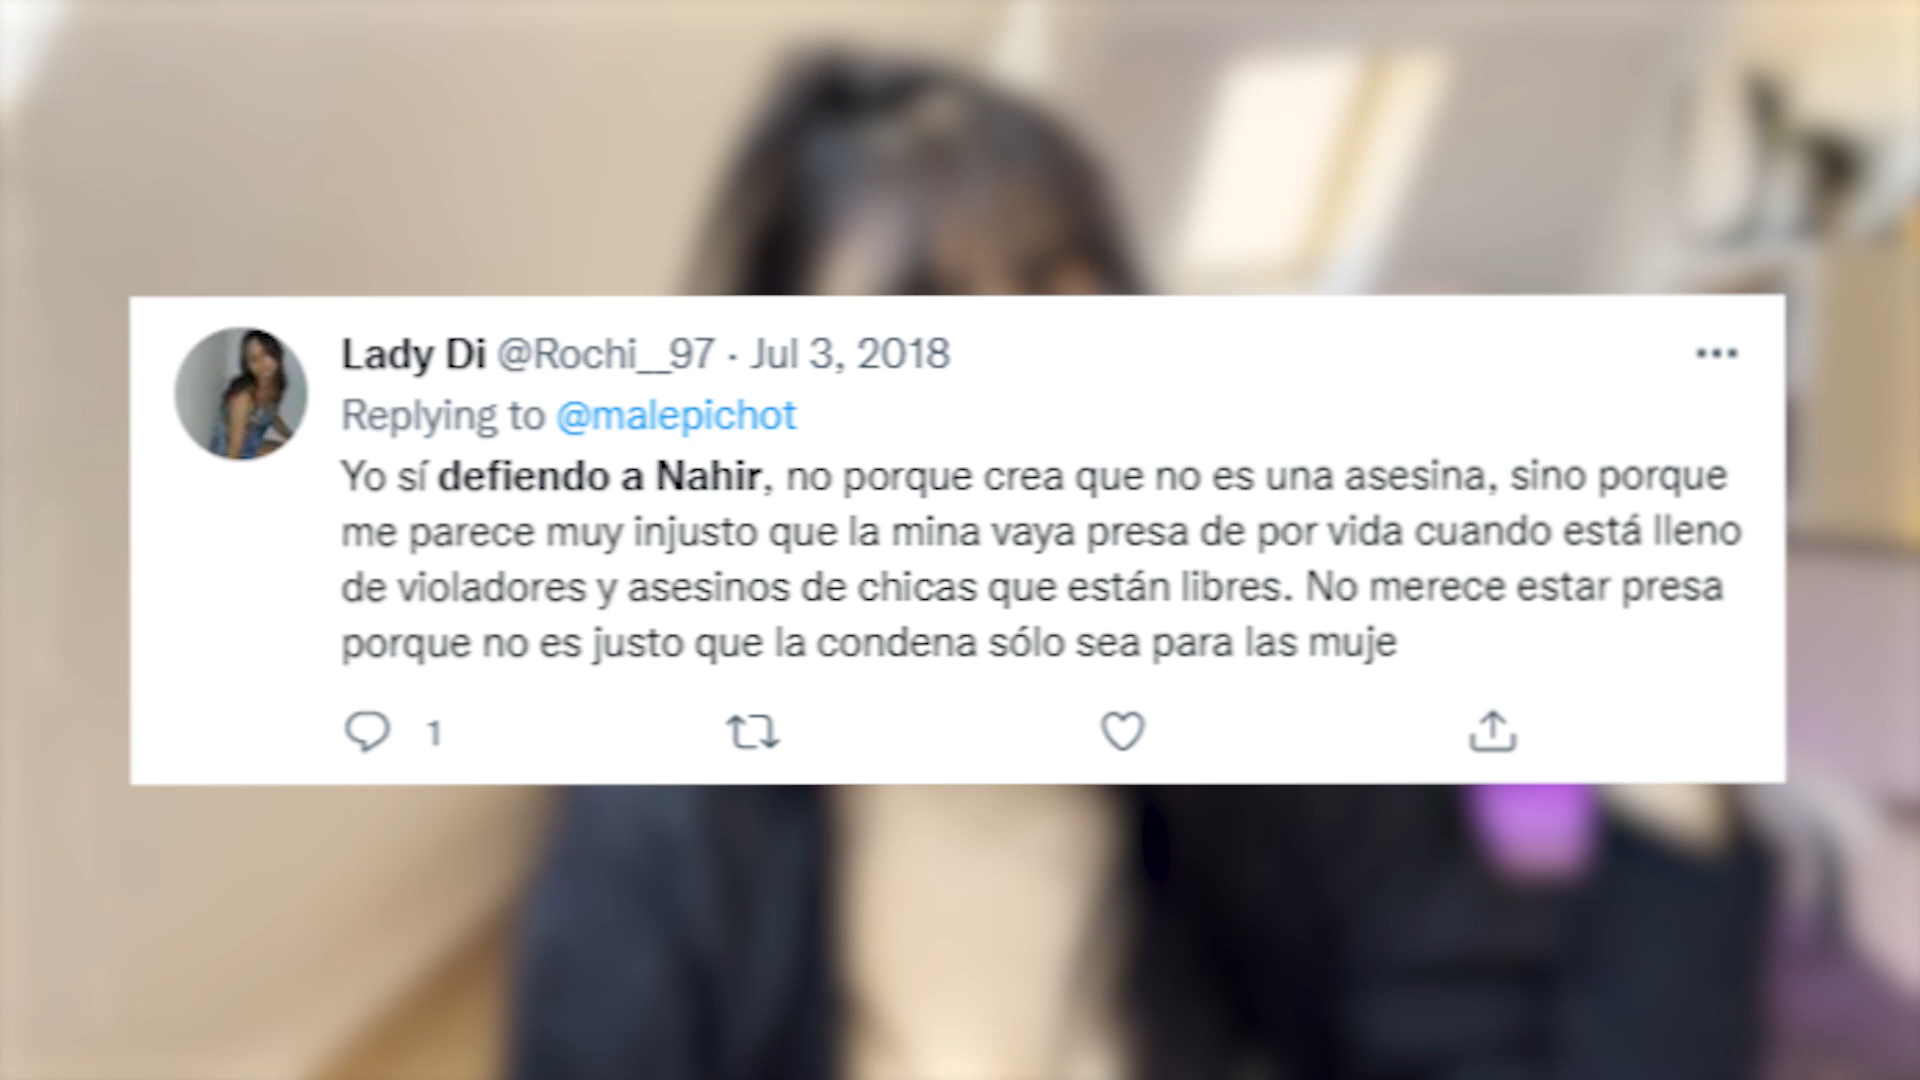 Lady Di @Rochi__97 · Jul 3, 2018
Replying to @malepichot
Yo sí defiendo a Nahir, no porque crea que no es una asesina, sino porque
me parece muy injusto que la mina vaya presa de por vida cuando está lleno
de violadores y asesinos de chicas que están libres. No merece estar presa
porque no es justo que la condena sólo sea para las muje
1